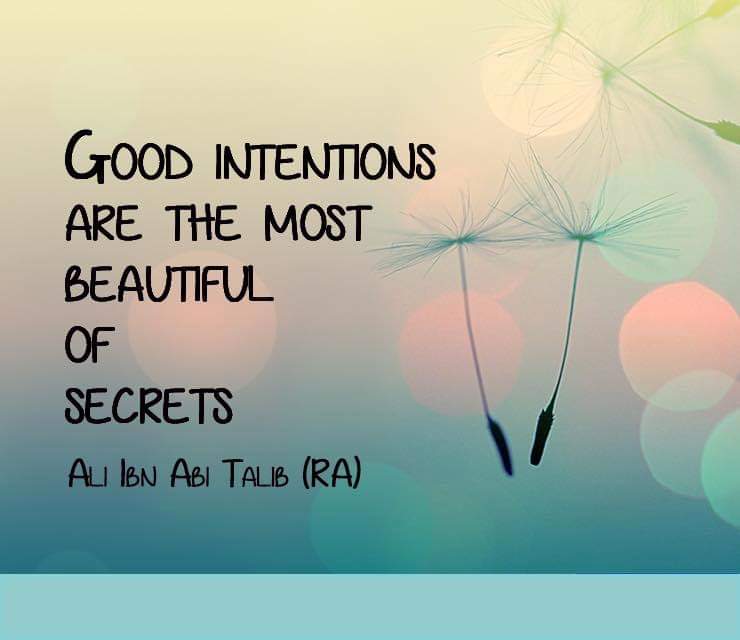 GOOD INTENTIONS
ARE THE MOST
BEAUTIFUL
OF
SECRETS
ALI IBN ABI TALIB (RA)